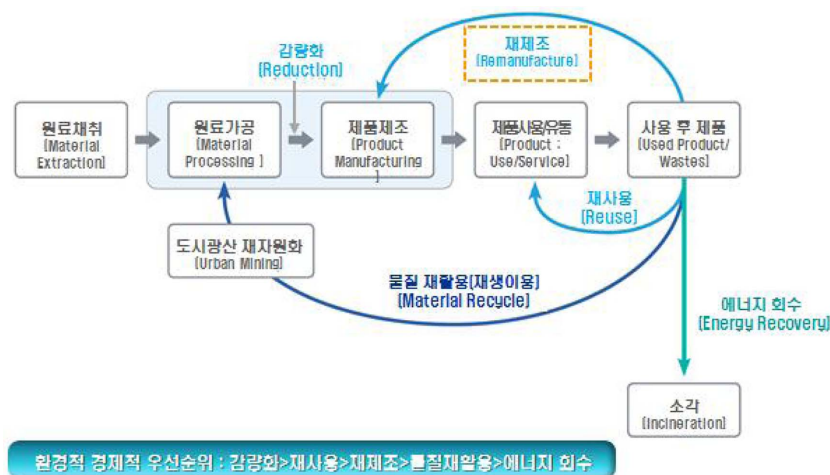 재제조
(Remanufacture)
감량화
(Reduction)
원료채취
(Material
Extraction)
원료가공
(Material
Processing )
제품제조
(Product
Manufacturing
)
제품사용/유통
(Product :
Use/Service)
사용 후 제품
(Used Product/
Wastes)
재사용
(Reuse)
도시광산 재자원화
(Urban Mining)
물질 재활용(재생이용)
(Material Recycle)
에너지 회수
(Energy Recovery)
소각
(Incineration)
환경적 경제적 우선순위 : 감량화>재사용>재제조>물질재활용>에너지 회수